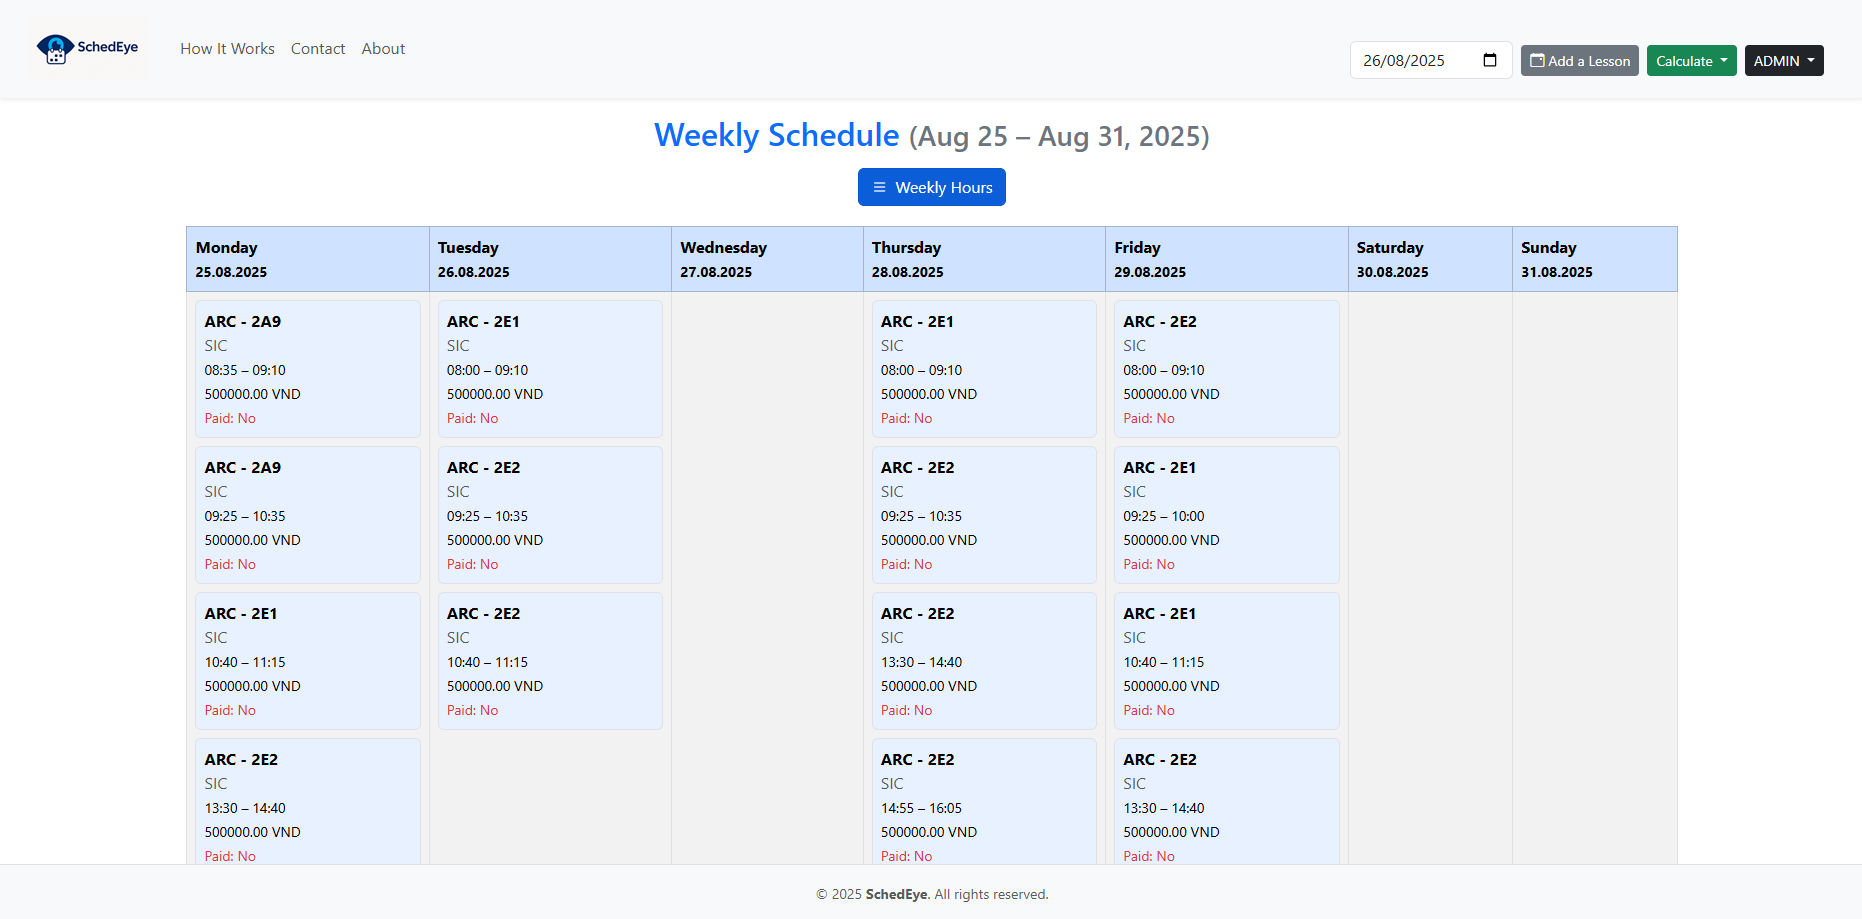 SchedEye
How It Works
Contact
About
26/08/2025
Add a Lesson
Calculate
ADMIN
Weekly Schedule (Aug 25 – Aug 31, 2025)
Weekly Hours
Monday
25.08.2025
Tuesday
26.08.2025
Wednesday
27.08.2025
Thursday
28.08.2025
Friday
29.08.2025
Saturday
30.08.2025
Sunday
31.08.2025
ARC - 2A9
SIC
08:35 – 09:10
500000.00 VND
Paid: No
ARC - 2A9
SIC
09:25 – 10:35
500000.00 VND
Paid: No
ARC - 2E1
SIC
10:40 – 11:15
500000.00 VND
Paid: No
ARC - 2E2
SIC
13:30 – 14:40
500000.00 VND
Paid: No
ARC - 2E1
SIC
08:00 – 09:10
500000.00 VND
Paid: No
ARC - 2E2
SIC
09:25 – 10:35
500000.00 VND
Paid: No
ARC - 2E2
SIC
10:40 – 11:15
500000.00 VND
Paid: No
ARC - 2E1
SIC
08:00 – 09:10
500000.00 VND
Paid: No
ARC - 2E2
SIC
09:25 – 10:35
500000.00 VND
Paid: No
ARC - 2E2
SIC
13:30 – 14:40
500000.00 VND
Paid: No
ARC - 2E2
SIC
14:55 – 16:05
500000.00 VND
Paid: No
ARC - 2E2
SIC
08:00 – 09:10
500000.00 VND
Paid: No
ARC - 2E1
SIC
09:25 – 10:00
500000.00 VND
Paid: No
ARC - 2E1
SIC
10:40 – 11:15
500000.00 VND
Paid: No
ARC - 2E2
SIC
13:30 – 14:40
500000.00 VND
Paid: No
© 2025 SchedEye. All rights reserved.